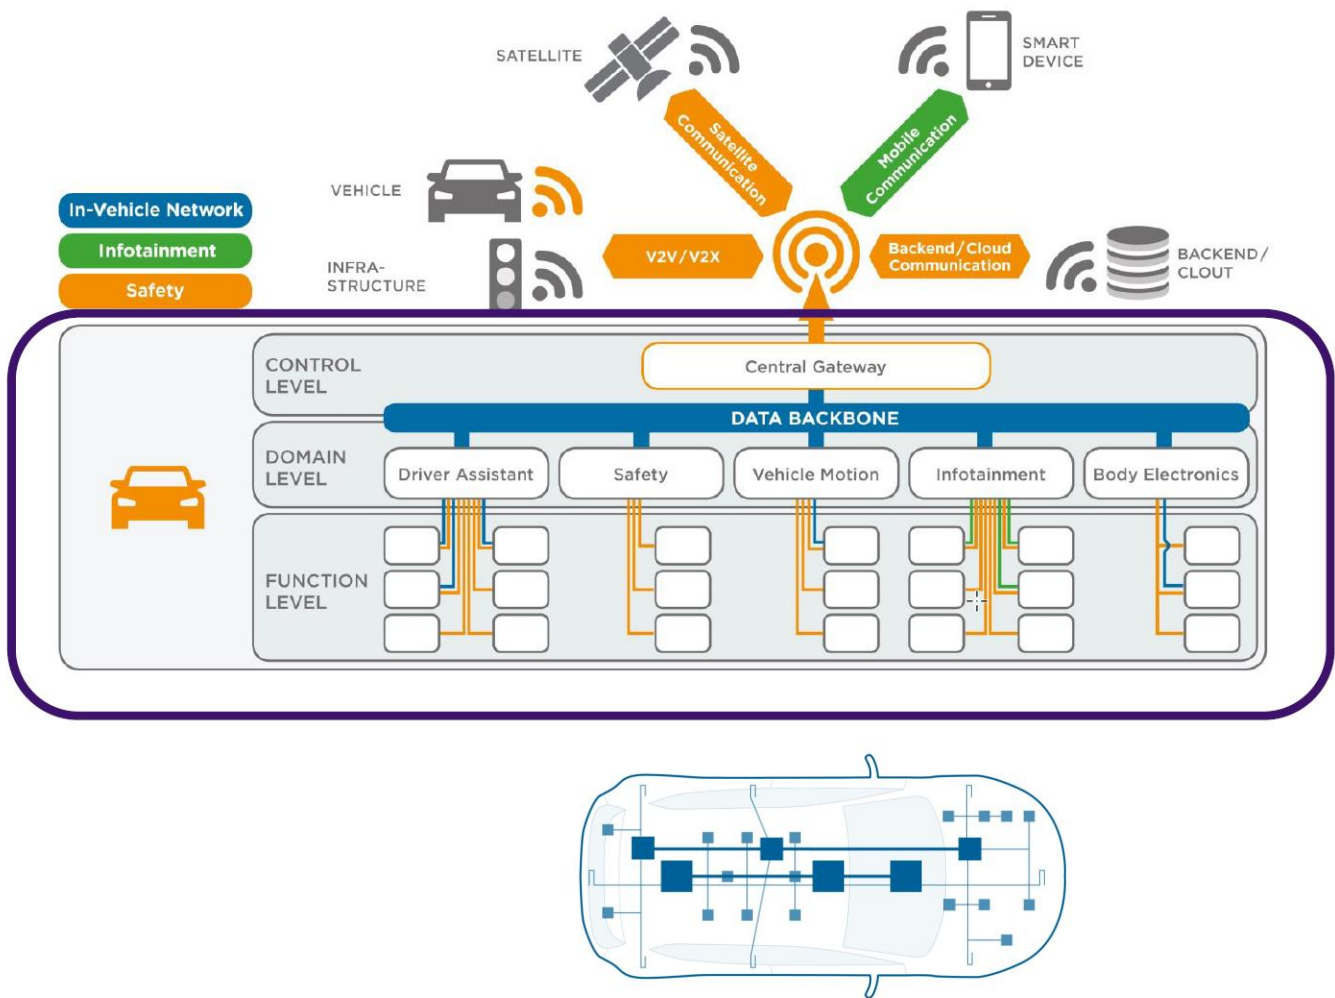 SATELLITE
SMART
DEVICE
Satellite
Communication
Mobile
Communication
VEHICLE
In-Vehicle Network
Infotainment
Safety
INFRA-
STRUCTURE
V2V/V2X
Backend/Cloud
Communication
BACKEND/
CLOUT
CONTROL
LEVEL
Central Gateway
DATA BACKBONE
DOMAIN
LEVEL
Driver Assistant
Safety
Vehicle Motion
Infotainment
Body Electronics
FUNCTION
LEVEL